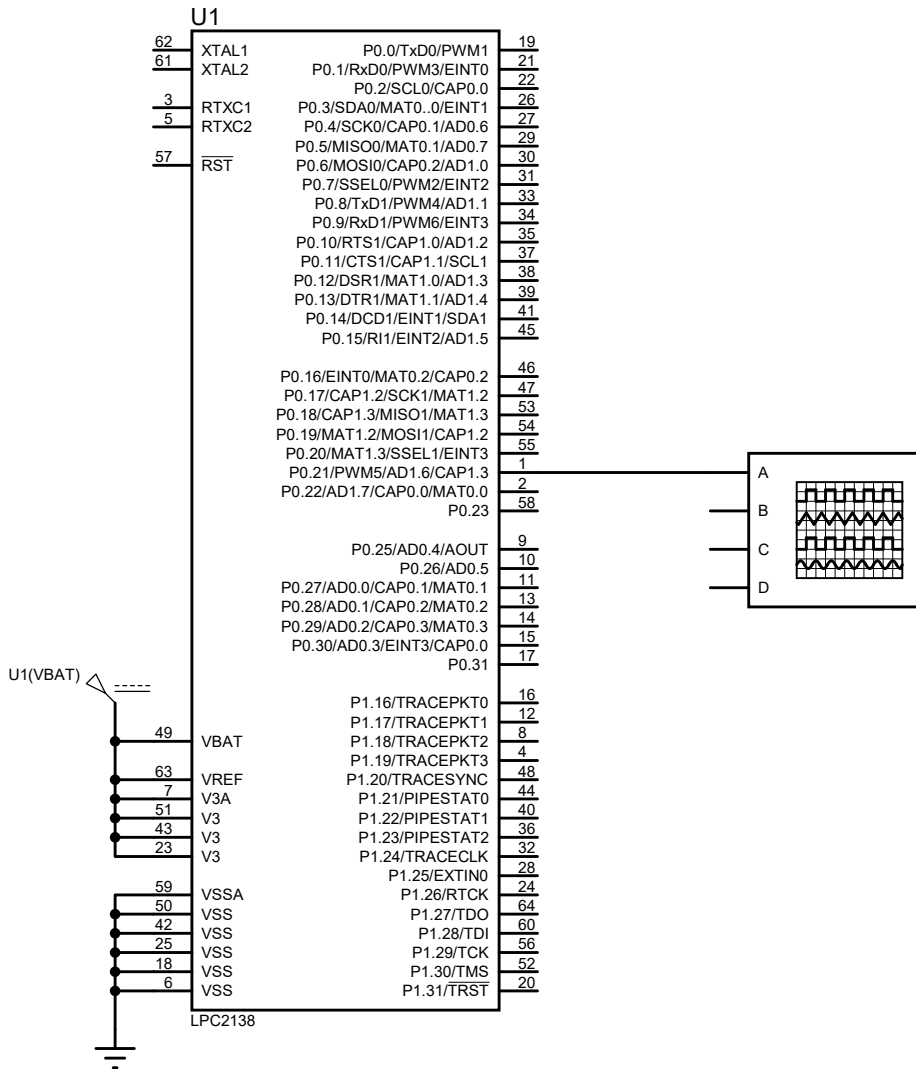 U1
62 XTAL1 P0.0/TxD0/PWM1 19
61 XTAL2 P0.1/RxD0/PWM3/EINT0 21
P0.2/SCL0/CAP0.0 22
3 RTXC1 P0.3/SDA0/MAT0..0/EINT1 26
5 RTXC2 P0.4/SCK0/CAP0.1/AD0.6 27
P0.5/MISO0/MAT0.1/AD0.7 29
57 RST P0.6/MOSI0/CAP0.2/AD1.0 30
P0.7/SSEL0/PWM2/EINT2 31
P0.8/TxD1/PWM4/AD1.1 33
P0.9/RxD1/PWM6/EINT3 34
P0.10/RTS1/CAP1.0/AD1.2 35
P0.11/CTS1/CAP1.1/SCL1 37
P0.12/DSR1/MAT1.0/AD1.3 38
P0.13/DTR1/MAT1.1/AD1.4 39
P0.14/DCD1/EINT1/SDA1 41
P0.15/RI1/EINT2/AD1.5 45
P0.16/EINT0/MAT0.2/CAP0.2 46
P0.17/CAP1.2/SCK1/MAT1.2 47
P0.18/CAP1.3/MISO1/MAT1.3 53
P0.19/MAT1.2/MOSI1/CAP1.2 54
P0.20/MAT1.3/SSEL1/EINT3 55
P0.21/PWM5/AD1.6/CAP1.3 1 A
P0.22/AD1.7/CAP0.0/MAT0.0 2
P0.23 58 B
P0.25/AD0.4/AOUT 9 C
P0.26/AD0.5 10
P0.27/AD0.0/CAP0.1/MAT0.1 11 D
P0.28/AD0.1/CAP0.2/MAT0.2 13
P0.29/AD0.2/CAP0.3/MAT0.3 14
P0.30/AD0.3/EINT3/CAP0.0 15
P0.31 17
U1(VBAT)
P1.16/TRACEPKT0 16
P1.17/TRACEPKT1 12
49 VBAT P1.18/TRACEPKT2 8
P1.19/TRACEPKT3 4
63 VREF P1.20/TRACESYNC 48
7 V3A P1.21/PIPESTAT0 44
51 V3 P1.22/PIPESTAT1 40
43 V3 P1.23/PIPESTAT2 36
23 V3 P1.24/TRACECLK 32
P1.25/EXTIN0 28
59 VSSA P1.26/RTCK 24
50 VSS P1.27/TDO 64
42 VSS P1.28/TDI 60
25 VSS P1.29/TCK 56
18 VSS P1.30/TMS 52
6 VSS P1.31/TRST 20
LPC2138